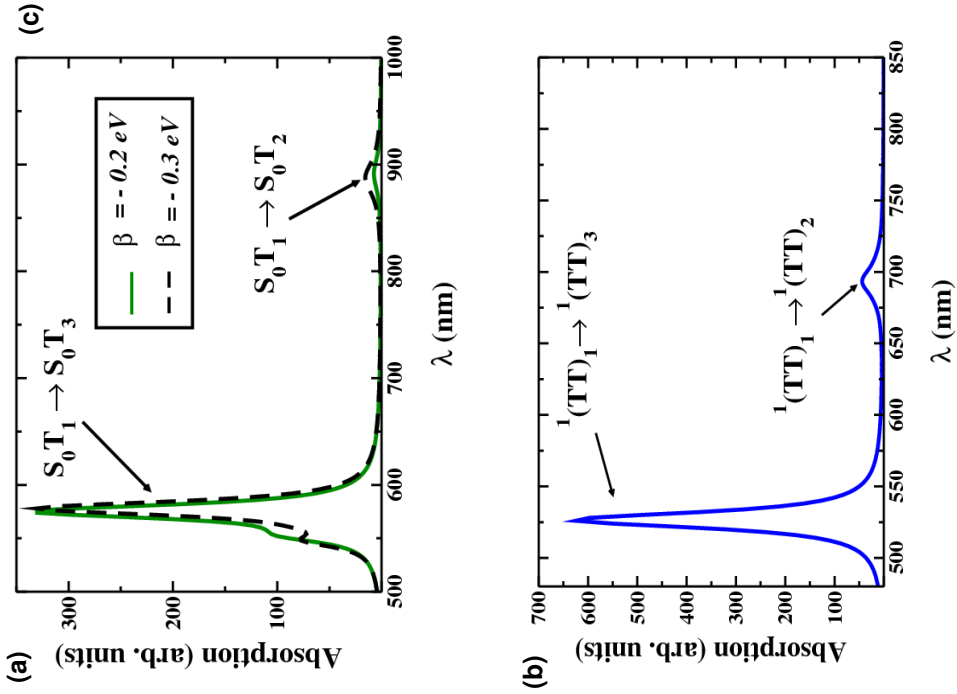 (a)
Absorption (arb. units)
300
200
100
500
600
700
800
900
1000
λ (nm)
S₀T₁ → S₀T₃
β = - 0.2 eV
β = - 0.3 eV
S₀T₁ → S₀T₂
(c)
(b)
Absorption (arb. units)
700
600
500
400
300
200
100
500
550
600
650
700
750
800
850
λ (nm)
¹(TT)₁ → ¹(TT)₃
¹(TT)₁ → ¹(TT)₂